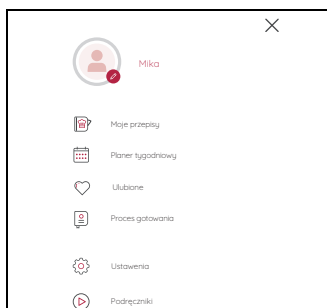 Mika
Moje przepisy
Planer tygodniowy
Ulubione
Proces gotowania
Ustawienia
Podręczniki